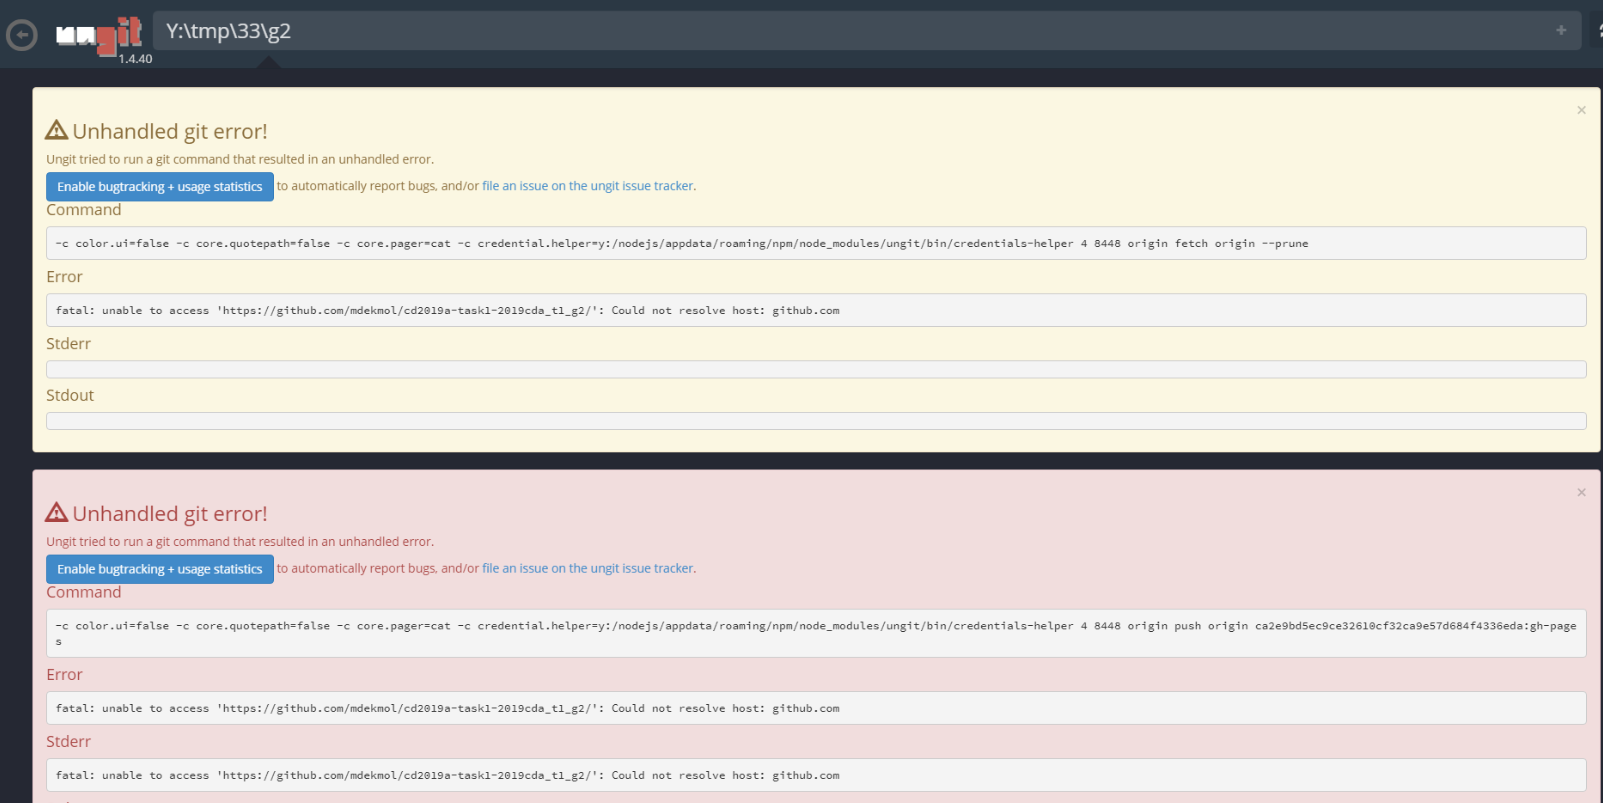 ungit
Y:\tmp\33\g2
+
1.4.40
×
Unhandled git error!
Ungit tried to run a git command that resulted in an unhandled error.
Enable bugtracking + usage statistics to automatically report bugs, and/or file an issue on the ungit issue tracker.
Command
-c color.ui=false -c core.quotepath=false -c core.pager=cat -c credential.helper=y:/nodejs/appdata/roaming/npm/node_modules/ungit/bin/credentials-helper 4 8448 origin fetch origin --prune
Error
fatal: unable to access 'https://github.com/mdekmol/cd2019a-task1-2019cda_t1_g2/': Could not resolve host: github.com
Stderr
Stdout
×
Unhandled git error!
Ungit tried to run a git command that resulted in an unhandled error.
Enable bugtracking + usage statistics to automatically report bugs, and/or file an issue on the ungit issue tracker.
Command
-c color.ui=false -c core.quotepath=false -c core.pager=cat -c credential.helper=y:/nodejs/appdata/roaming/npm/node_modules/ungit/bin/credentials-helper 4 8448 origin push origin ca2e9bd5ec9ce32610cf32ca9e57d684f4336eda:gh-page
s
Error
fatal: unable to access 'https://github.com/mdekmol/cd2019a-task1-2019cda_t1_g2/': Could not resolve host: github.com
Stderr
fatal: unable to access 'https://github.com/mdekmol/cd2019a-task1-2019cda_t1_g2/': Could not resolve host: github.com